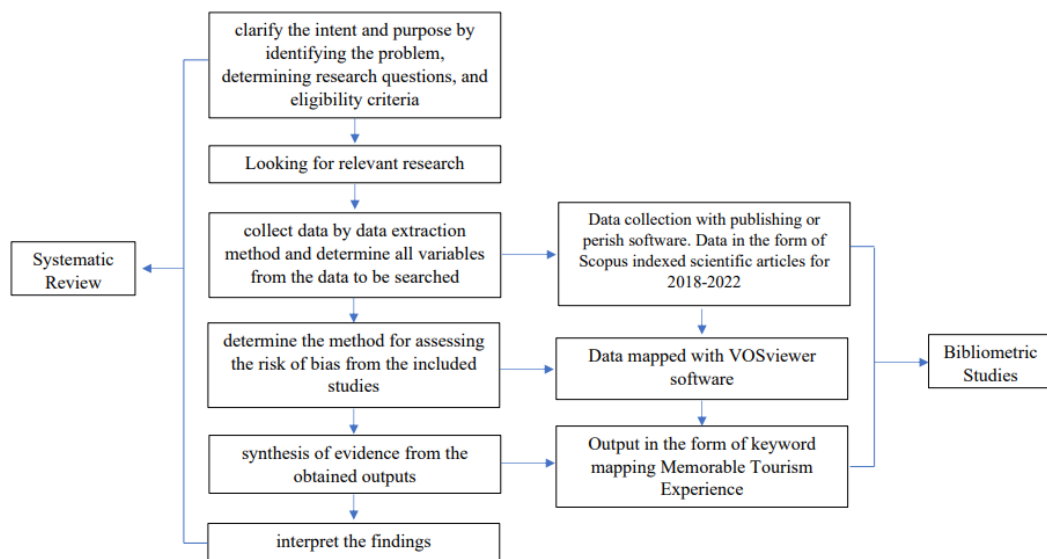 clarify the intent and purpose by
identifying the problem,
determining research questions, and
eligibility criteria
Looking for relevant research
collect data by data extraction
method and determine all variables
from the data to be searched
Data collection with publishing or
perish software. Data in the form of
Scopus indexed scientific articles for
2018-2022
Systematic
Review
determine the method for assessing
the risk of bias from the included
studies
Data mapped with VOSviewer
software
Bibliometric
Studies
synthesis of evidence from the
obtained outputs
Output in the form of keyword
mapping Memorable Tourism
Experience
interpret the findings